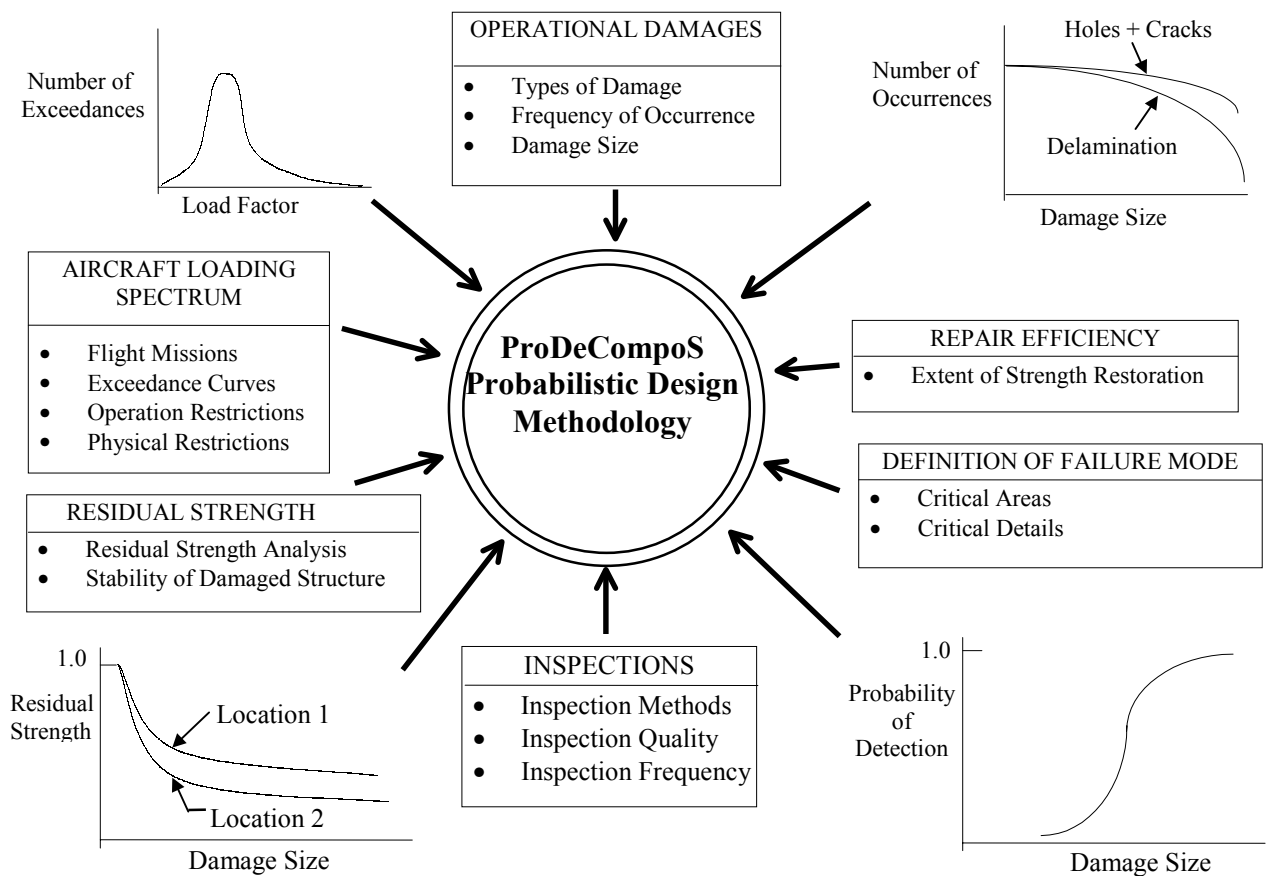 Number of
Exceedances
Load Factor
OPERATIONAL DAMAGES
• Types of Damage
• Frequency of Occurrence
• Damage Size
Holes + Cracks
Number of
Occurrences
Delamination
Damage Size
AIRCRAFT LOADING
SPECTRUM
• Flight Missions
• Exceedance Curves
• Operation Restrictions
• Physical Restrictions
ProDeCompoS
Probabilistic Design
Methodology
REPAIR EFFICIENCY
• Extent of Strength Restoration
DEFINITION OF FAILURE MODE
• Critical Areas
• Critical Details
RESIDUAL STRENGTH
• Residual Strength Analysis
• Stability of Damaged Structure
1.0
Residual
Strength
Location 1
Location 2
Damage Size
INSPECTIONS
• Inspection Methods
• Inspection Quality
• Inspection Frequency
1.0
Probability
of
Detection
Damage Size